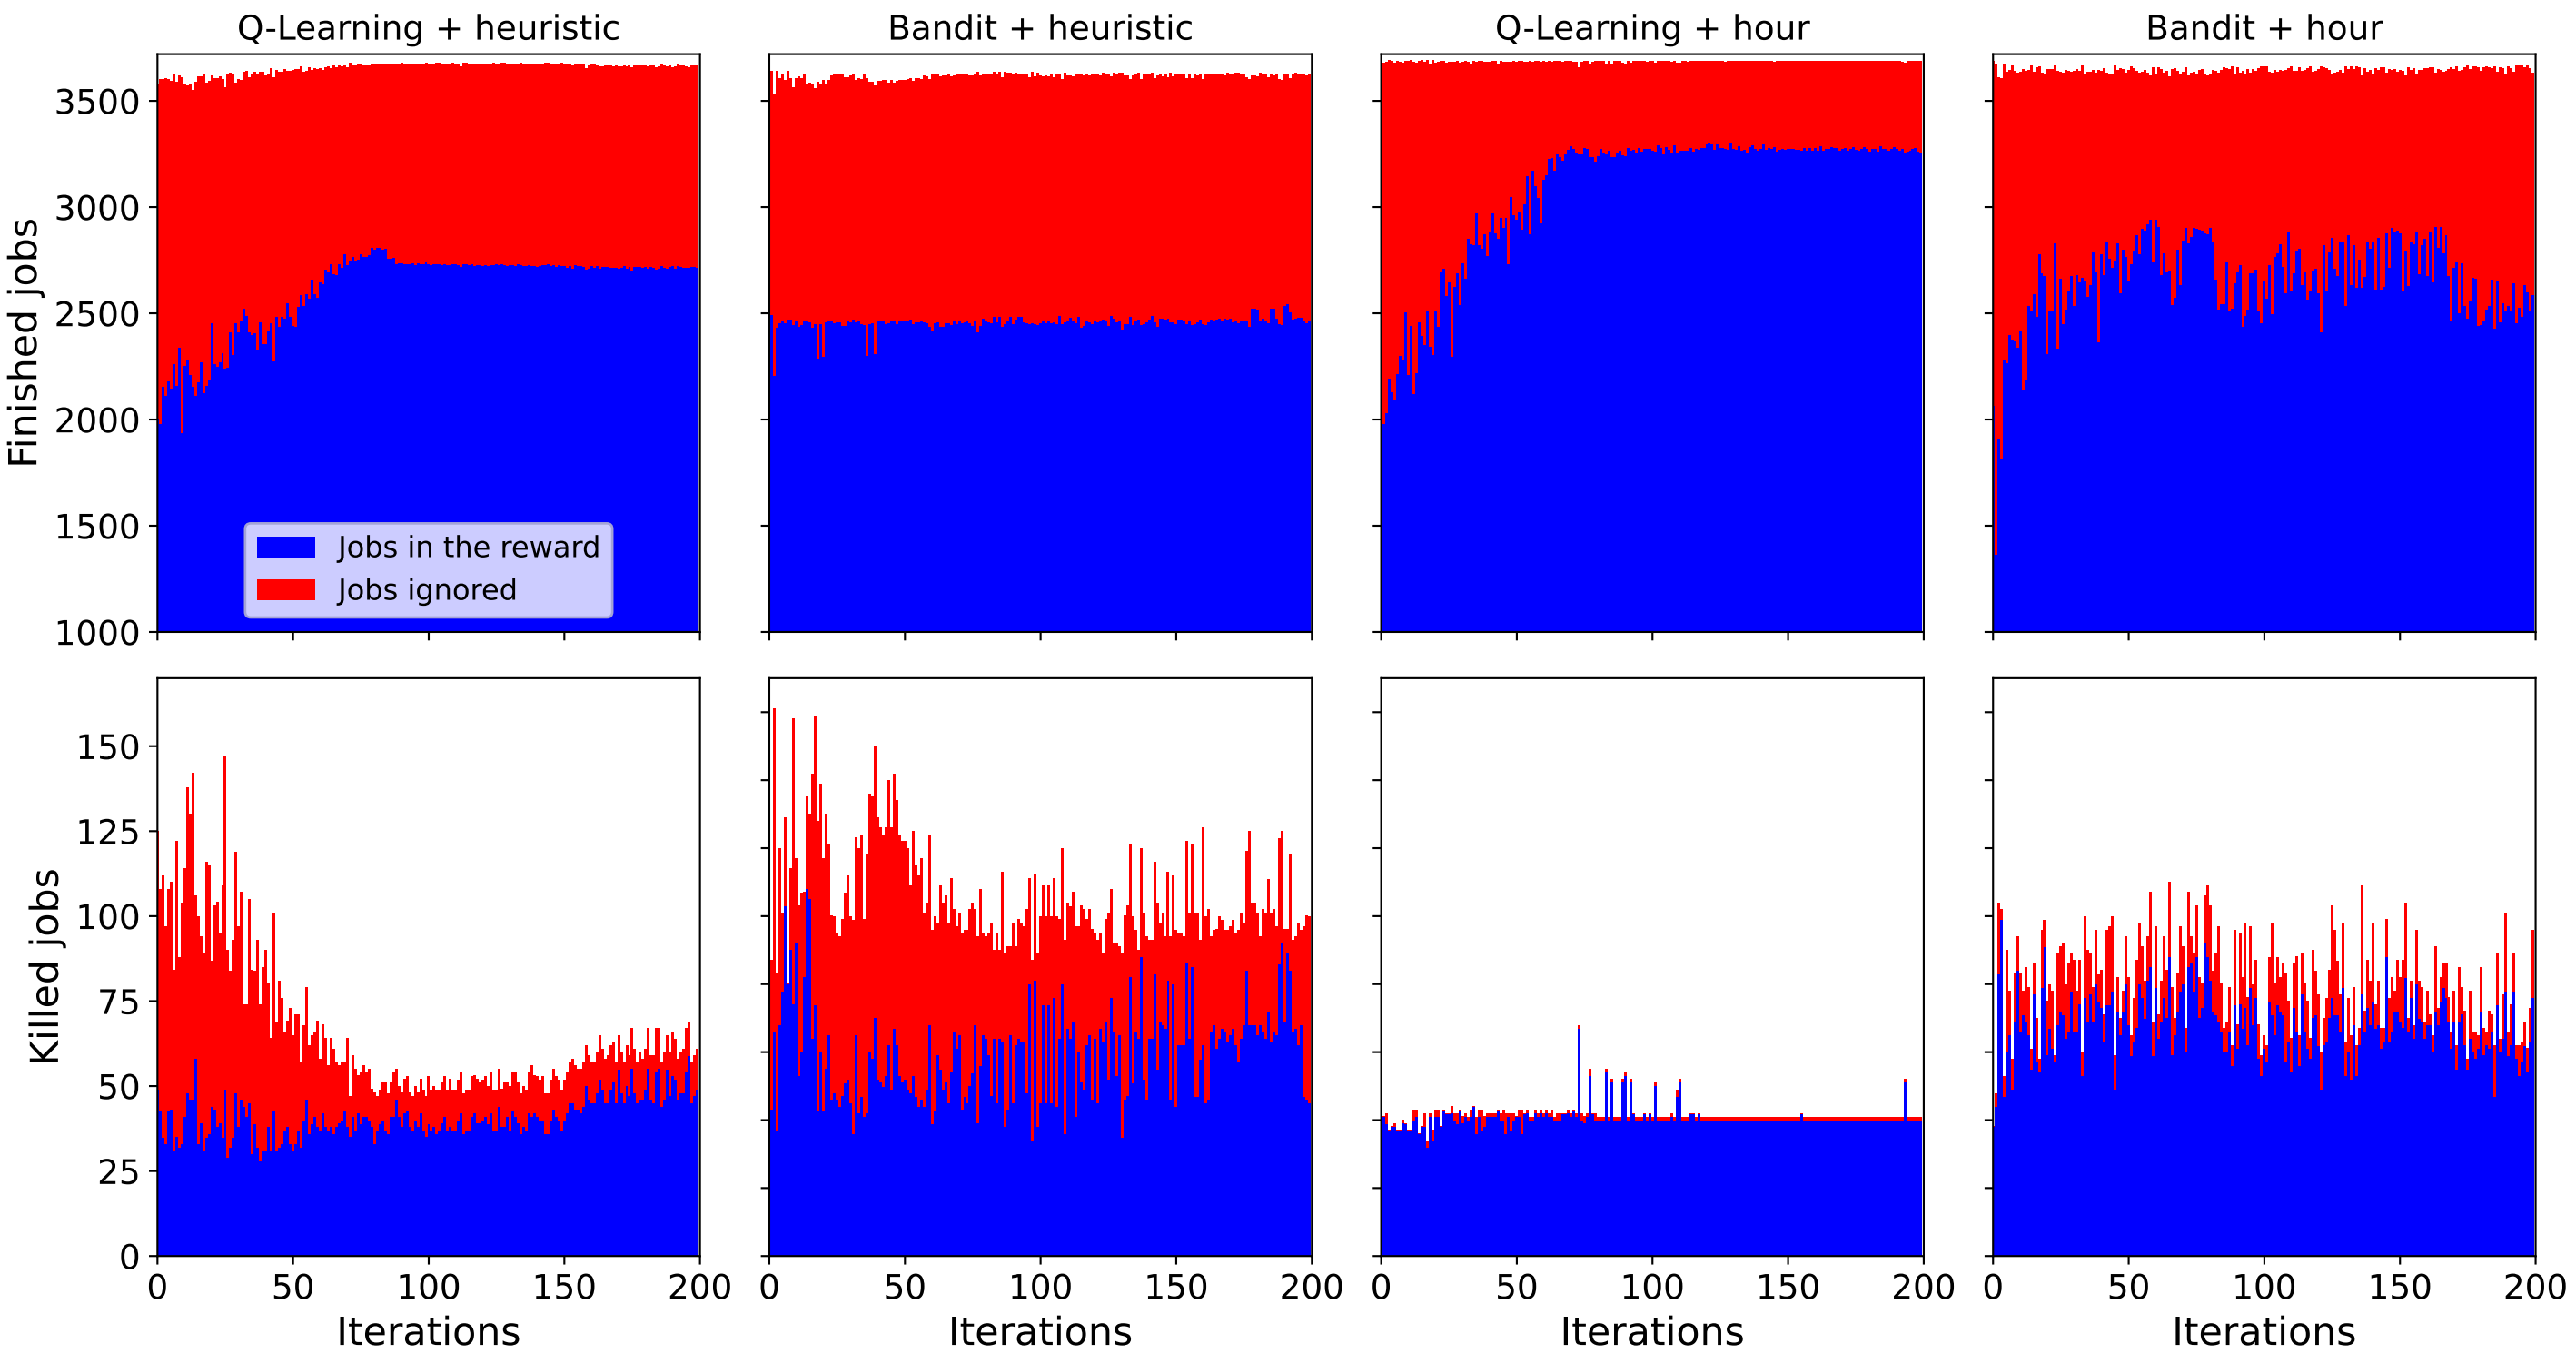 Q-Learning + heuristic
Bandit + heuristic
Q-Learning + hour
Bandit + hour
Finished jobs
3500
3000
2500
2000
1500
1000
Jobs in the reward
Jobs ignored
Killed jobs
150
125
100
75
50
25
0
0 50 100 150 200
0 50 100 150 200
0 50 100 150 200
0 50 100 150 200
Iterations
Iterations
Iterations
Iterations